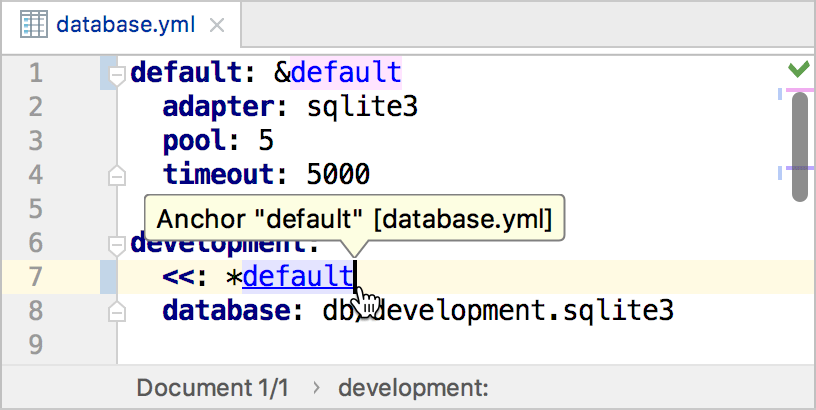 database.yml
1 default: &default
2 adapter: sqlite3
3 pool: 5
4 timeout: 5000
5
Anchor "default" [database.yml]
6 development:
7 <<: *default
8 database: db/development.sqlite3
9
Document 1/1 › development: